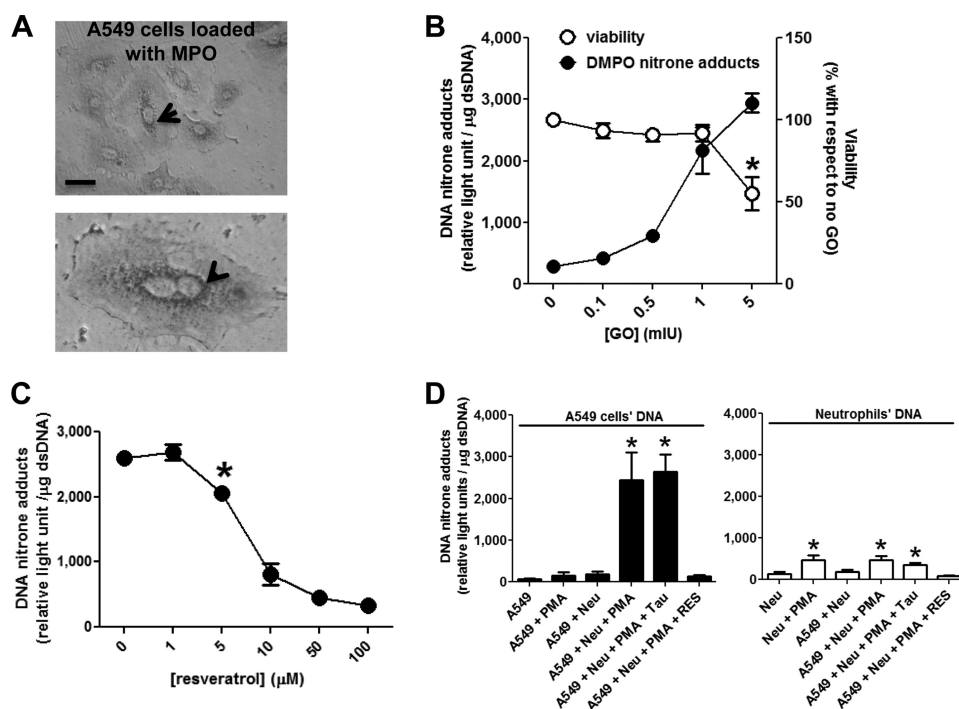 A
A549 cells loaded
with MPO
B
viability
DMPO nitrone adducts
DNA nitrone adducts
(relative light unit / μg dsDNA)
4,000
3,000
2,000
1,000
0
150
100
50
0
Viability
(% with respect to no GO)
*
0
0.1
0.5
1
5
[GO] (mIU)
C
DNA nitrone adducts
(relative light unit /μg dsDNA)
3,000
2,000
1,000
0
*
0
1
5
10
50
100
[resveratrol] (μM)
D
A549 cells' DNA
DNA nitrone adducts
(relative light units / μg dsDNA)
4,000
3,000
2,000
1,000
0
* *
A549
A549 + PMA
A549 + Neu
A549 + Neu + PMA
A549 + Neu + PMA + Tau
A549 + Neu + PMA + RES
Neutrophils' DNA
4,000
3,000
2,000
1,000
0
* * *
Neu
Neu + PMA
A549 + Neu
A549 + Neu + PMA
A549 + Neu + PMA + Tau
A549 + Neu + PMA + RES